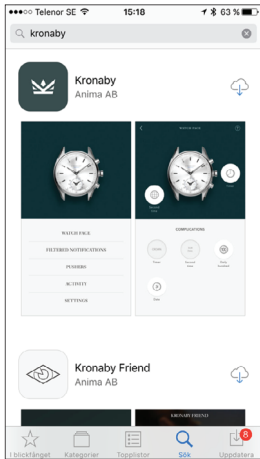 Telenor SE 15:18 63 %
kronaby
Kronaby
Anima AB
WATCH FACE
FILTERED NOTIFICATIONS
PUSHERS
ACTIVITY
SETTINGS
WATCH FACE
COMPLICATIONS
Kronaby Friend
Anima AB
KRONABY FRIEND
I blickfånget Kategorier Topplistor Sök Uppdatera
8